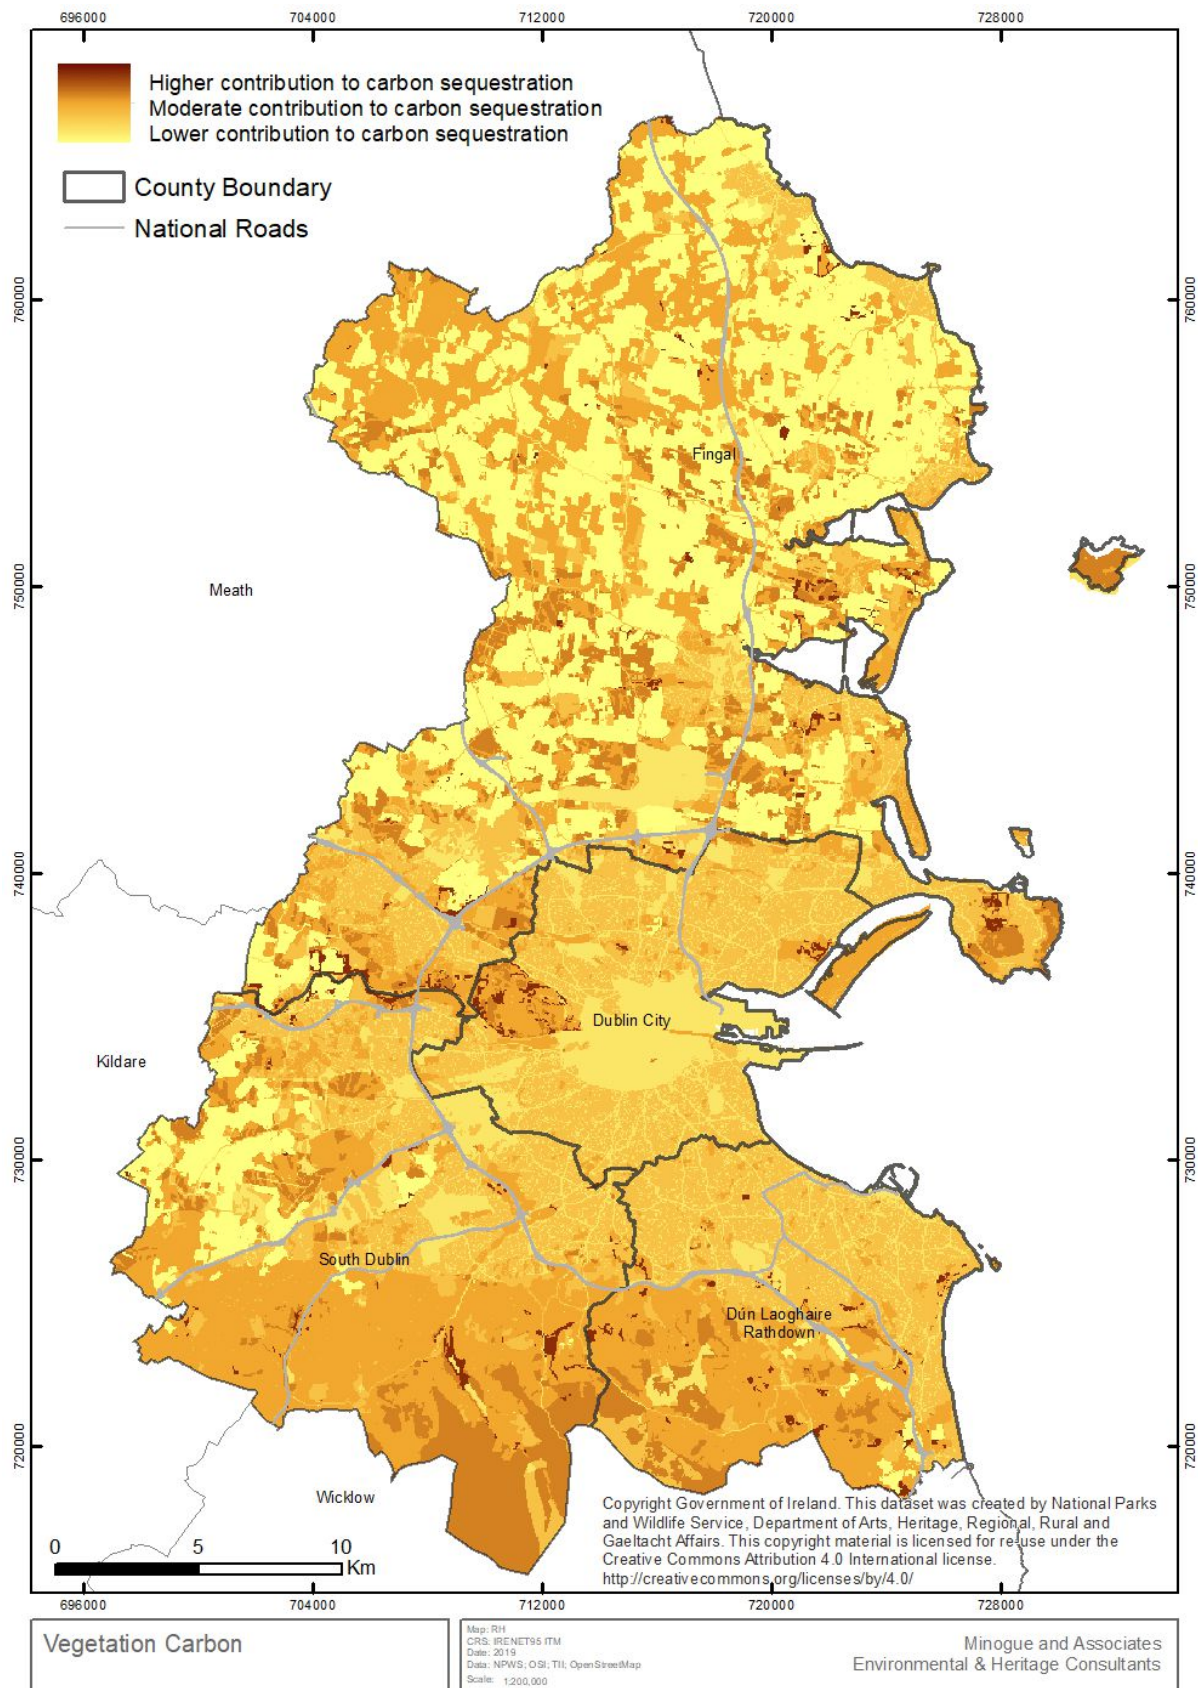 696000 704000 712000 720000 728000
Higher contribution to carbon sequestration
Moderate contribution to carbon sequestration
Lower contribution to carbon sequestration
County Boundary
National Roads
760000 760000
Fingal
750000 750000
Meath
740000 740000
Dublin City
Kildare
730000 730000
South Dublin
Dún Laoghaire
Rathdown
720000 720000
Wicklow
Copyright Government of Ireland. This dataset was created by National Parks
and Wildlife Service, Department of Arts, Heritage, Regional, Rural and
Gaeltacht Affairs. This copyright material is licensed for re-use under the
Creative Commons Attribution 4.0 International license.
http://creativecommons.org/licenses/by/4.0/
0 5 10
Km
696000 704000 712000 720000 728000
Vegetation Carbon
Map: RH
CRS: IRENET95 ITM
Date: 2019
Data: NPWS; OSI; TII; OpenStreetMap
Scale: 1:200,000
Minogue and Associates
Environmental & Heritage Consultants